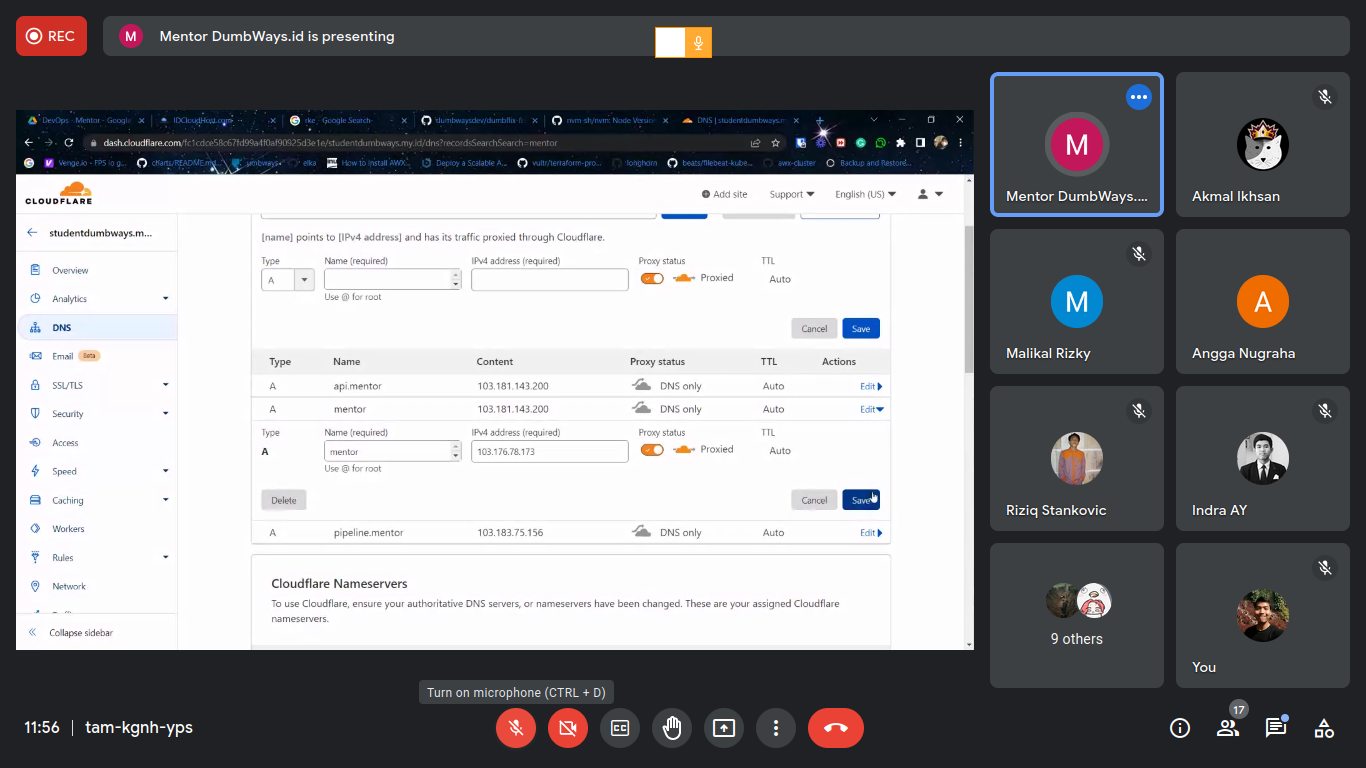 REC
M
Mentor DumbWays.id is presenting
DevOps - Mentor - Google
IDCloudHost.com
rke - Google Search
dumbwaysdev/dumbflix-fr
nvm-sh/nvm: Node Version
DNS | studentdumbways.m
dash.cloudflare.com/fc1cdce58c67fd99a4f0af90925d3e1e/studentdumbways.my.id/dns?recordsSearchSearch=mentor
Venge.io - FPS io g...
charts/README.md...
umbways
elka
How to install AWX...
Deploy a Scalable A...
vultr/terraform-pro...
longhorn
beats/filebeat-kube...
awx-cluster
Backup and Restore...
CLOUDFLARE
Add site
Support
English (US)
studentdumbways.m...
Overview
Analytics
DNS
Email Beta
SSL/TLS
Security
Access
Speed
Caching
Workers
Rules
Network
Collapse sidebar
[name] points to [IPv4 address] and has its traffic proxied through Cloudflare.
Type Name (required) IPv4 address (required) Proxy status TTL
A Proxied Auto
Use @ for root
Cancel Save
Type Name Content Proxy status TTL Actions
A api.mentor 103.181.143.200 DNS only Auto Edit
A mentor 103.181.143.200 DNS only Auto Edit
Type Name (required) IPv4 address (required) Proxy status TTL
A mentor 103.176.78.173 Proxied Auto
Use @ for root
Delete Cancel Save
A pipeline.mentor 103.183.75.156 DNS only Auto Edit
Cloudflare Nameservers
To use Cloudflare, ensure your authoritative DNS servers, or nameservers have been changed. These are your assigned Cloudflare
nameservers.
M
Mentor DumbWays....
Akmal Ikhsan
M
Malikal Rizky
A
Angga Nugraha
Riziq Stankovic
Indra AY
9 others
You
Turn on microphone (CTRL + D)
11:56 | tam-kgnh-yps
17